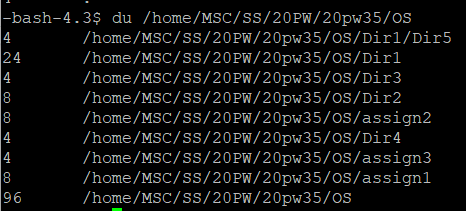 -bash-4.3$ du /home/MSC/SS/20PW/20pw35/OS
4 /home/MSC/SS/20PW/20pw35/OS/Dir1/Dir5
24 /home/MSC/SS/20PW/20pw35/OS/Dir1
4 /home/MSC/SS/20PW/20pw35/OS/Dir3
8 /home/MSC/SS/20PW/20pw35/OS/Dir2
8 /home/MSC/SS/20PW/20pw35/OS/assign2
4 /home/MSC/SS/20PW/20pw35/OS/Dir4
4 /home/MSC/SS/20PW/20pw35/OS/assign3
8 /home/MSC/SS/20PW/20pw35/OS/assign1
96 /home/MSC/SS/20PW/20pw35/OS